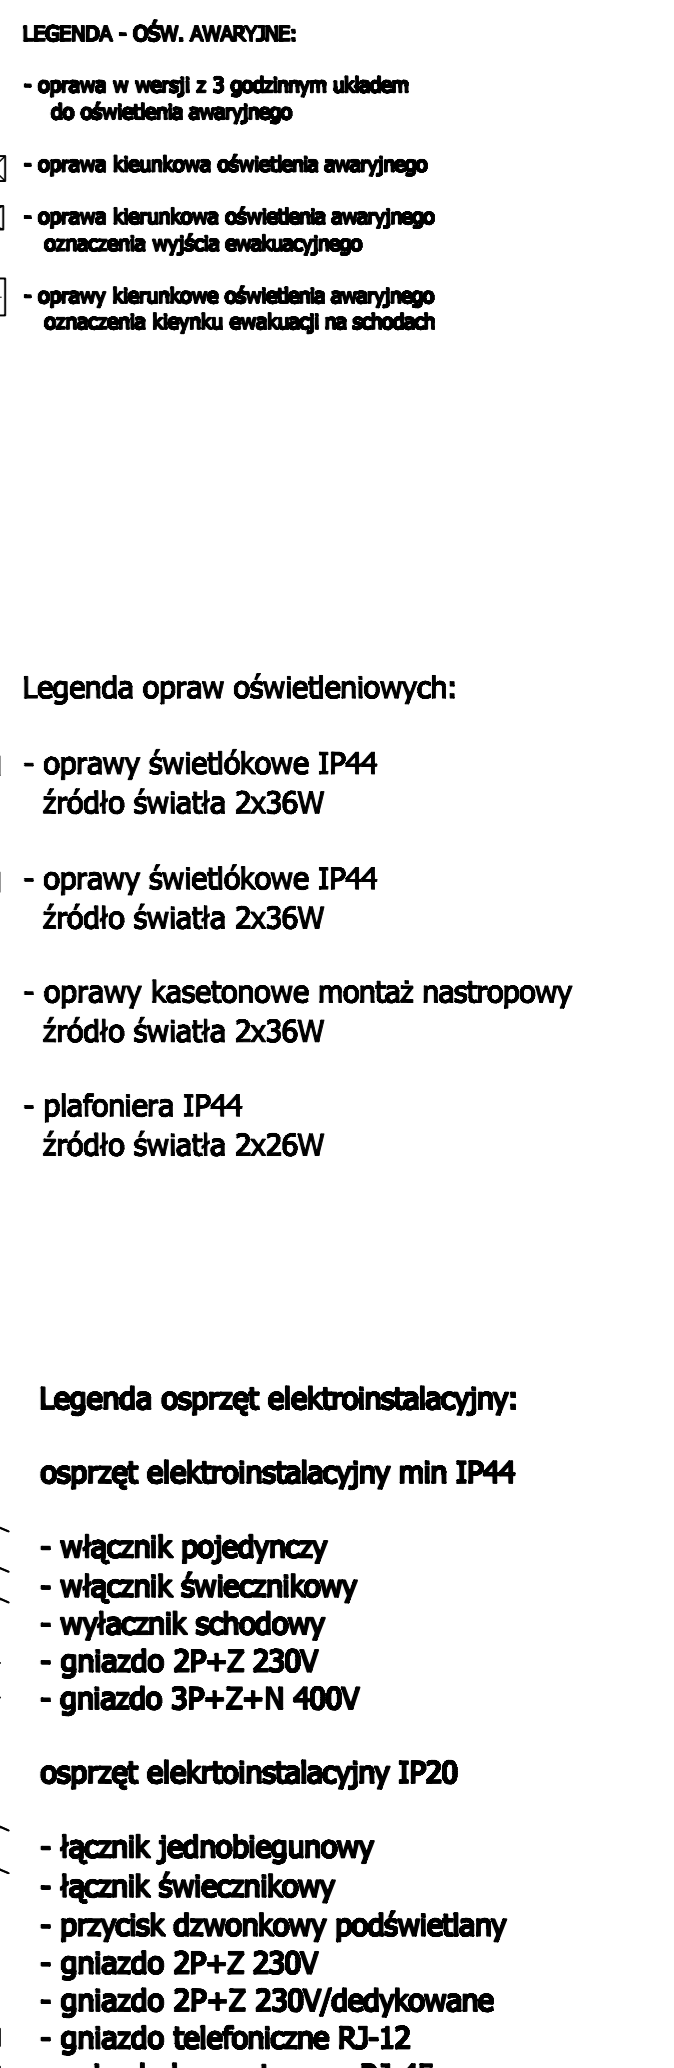 LEGENDA - OŚW. AWARYJNE:
- oprawa w wersji z 3 godzinnym układem
do oświetlenia awaryjnego
- oprawa kieunkowa oświetlenia awaryjnego
- oprawa kierunkowa oświetlenia awaryjnego
oznaczenia wyjścia ewakuacyjnego
- oprawy kierunkowe oświetlenia awaryjnego
oznaczenia kieynku ewakuacji na schodach
Legenda opraw oświetleniowych:
- oprawy świetlókowe IP44
źródło światła 2x36W
- oprawy świetlókowe IP44
źródło światła 2x36W
- oprawy kasetonowe montaż nastropowy
źródło światła 2x36W
- plafoniera IP44
źródło światła 2x26W
Legenda osprzęt elektroinstalacyjny:
osprzęt elektroinstalacyjny min IP44
- włącznik pojedynczy
- włącznik świecznikowy
- wyłacznik schodowy
- gniazdo 2P+Z 230V
- gniazdo 3P+Z+N 400V
osprzęt elekrtoinstalacyjny IP20
- łącznik jednobiegunowy
- łącznik świecznikowy
- przycisk dzwonkowy podświetlany
- gniazdo 2P+Z 230V
- gniazdo 2P+Z 230V/dedykowane
- gniazdo telefoniczne RJ-12